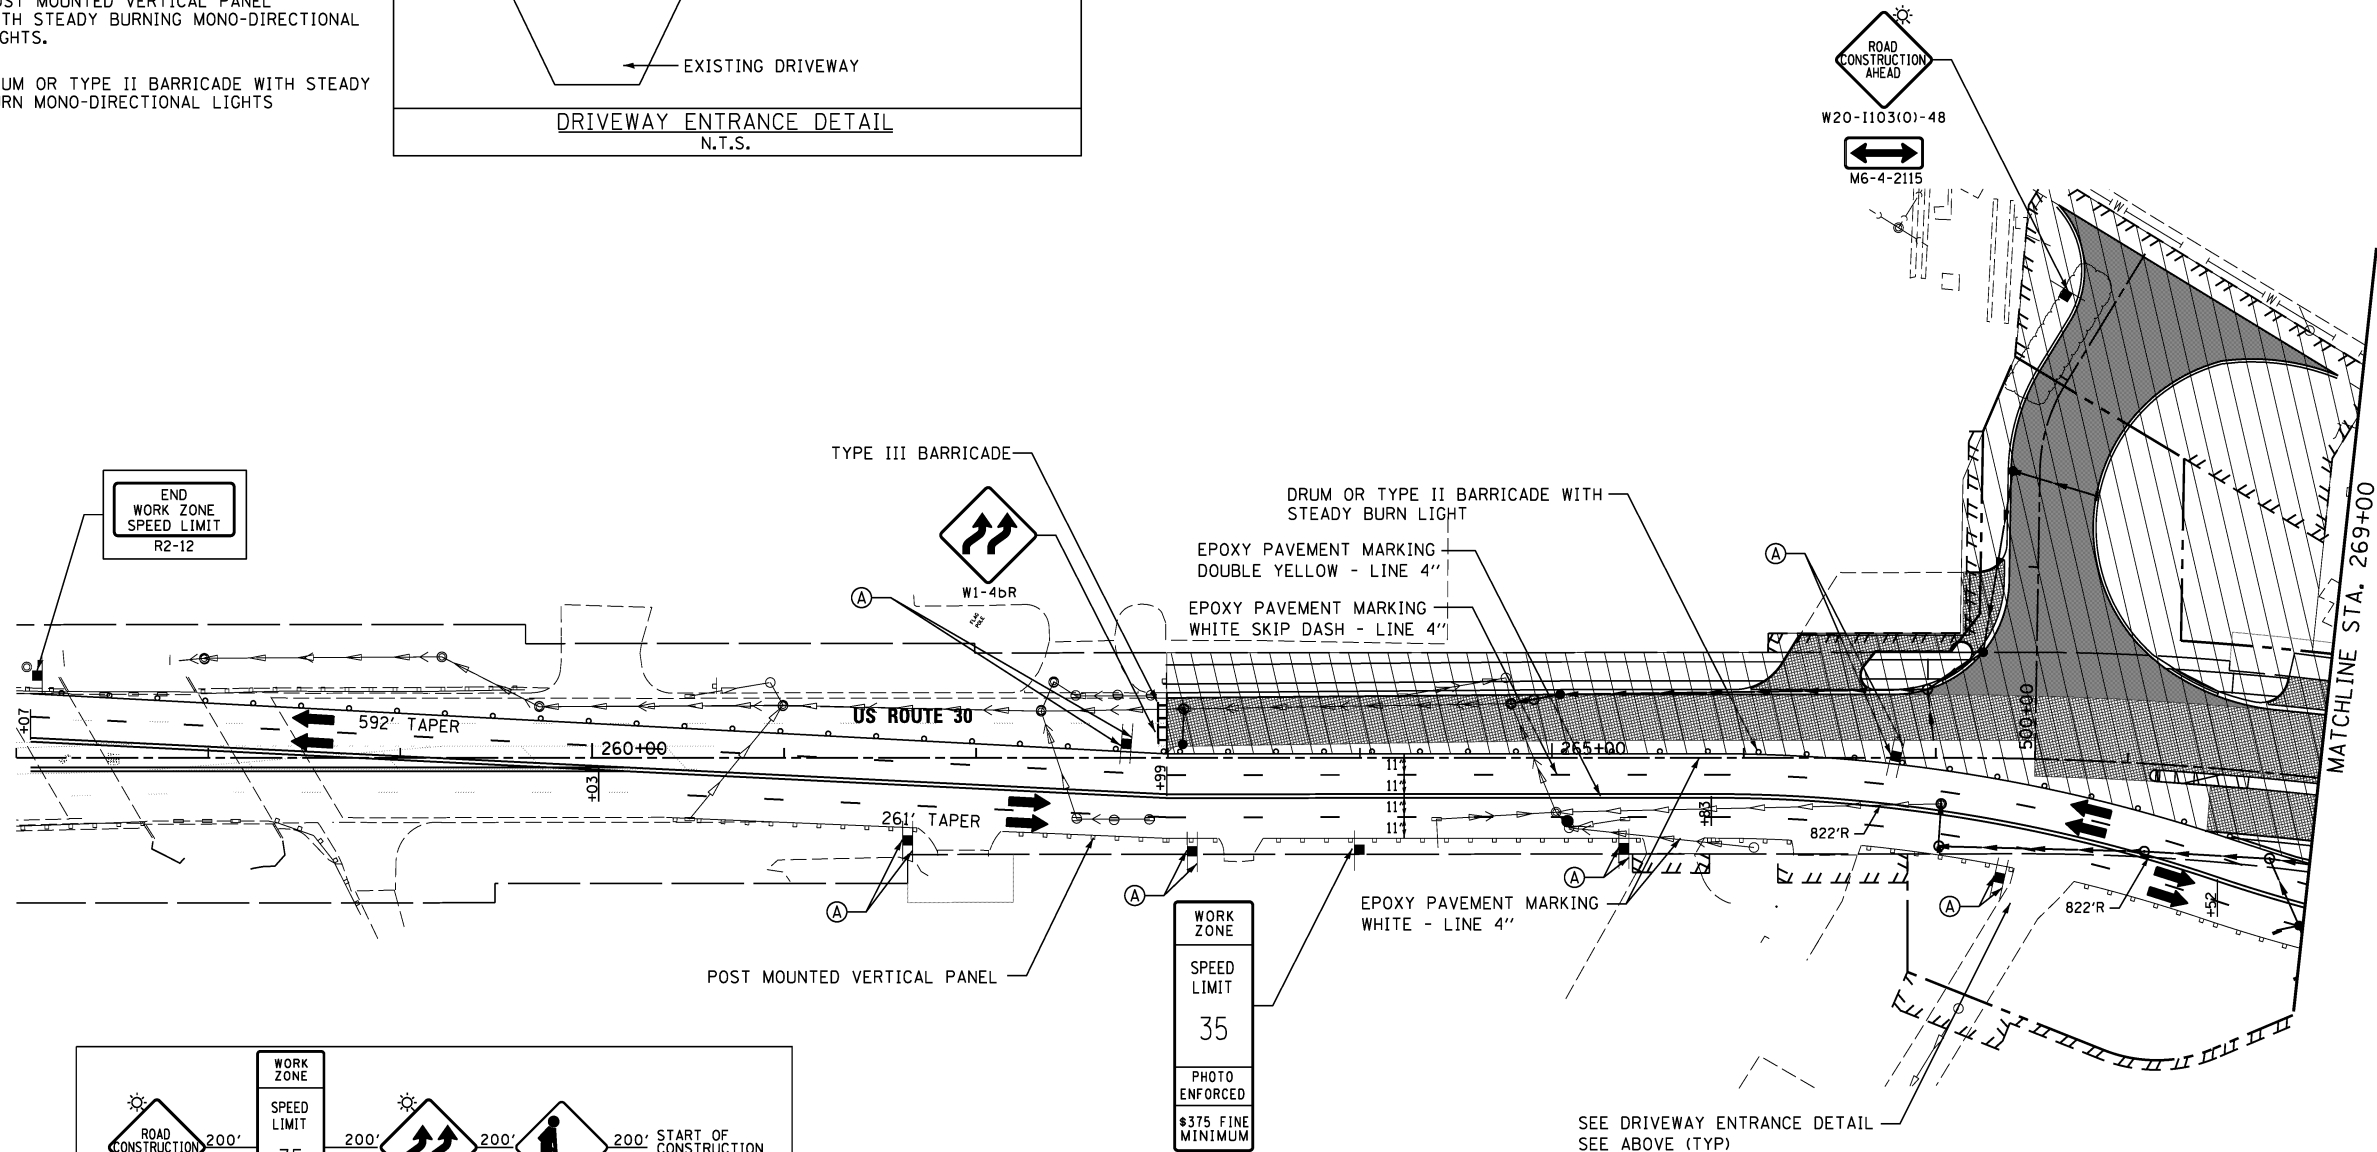 OST MOUNTED VERTICAL PANEL
TH STEADY BURNING MONO-DIRECTIONAL
GHTS.
UM OR TYPE II BARRICADE WITH STEADY
RN MONO-DIRECTIONAL LIGHTS
EXISTING DRIVEWAY
DRIVEWAY ENTRANCE DETAIL
N.T.S.
ROAD
CONSTRUCTION
AHEAD
W20-I103(O)-48
M6-4-2115
W
W
END
WORK ZONE
SPEED LIMIT
R2-12
TYPE III BARRICADE
W1-4bR
A
FLAG
POLE
DRUM OR TYPE II BARRICADE WITH
STEADY BURN LIGHT
EPOXY PAVEMENT MARKING
DOUBLE YELLOW - LINE 4''
EPOXY PAVEMENT MARKING
WHITE SKIP DASH - LINE 4''
A
MATCHLINE STA. 269+00
+07
592' TAPER
US ROUTE 30
260+00
265+00
500+00
+03
+99
11'
11'
11'
11'
+83
261' TAPER
822'R
822'R
+52
A
A
A
A
EPOXY PAVEMENT MARKING
WHITE - LINE 4''
POST MOUNTED VERTICAL PANEL
WORK
ZONE
SPEED
LIMIT
35
PHOTO
ENFORCED
$375 FINE
MINIMUM
SEE DRIVEWAY ENTRANCE DETAIL
SEE ABOVE (TYP)
WORK
ZONE
SPEED
LIMIT
35
ROAD
CONSTRUCTION
200'
200'
200'
200'
START OF
CONSTRUCTION